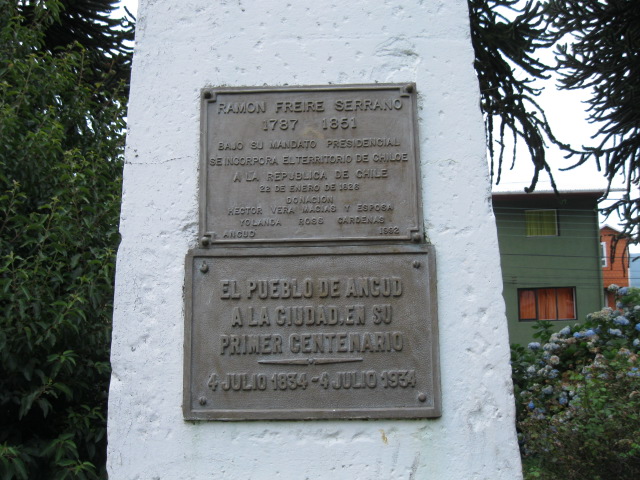 RAMON FREIRE SERRANO
1787 1851
BAJO SU MANDATO PRESIDENCIAL
SE INCORPORA EL TERRITORIO DE CHILOE
A LA REPUBLICA DE CHILE
22 DE ENERO DE 1826
DONACION
HECTOR VERA MACIAS Y ESPOSA
YOLANDA ROSS CARDENAS
ANCUD 1992
EL PUEBLO DE ANCUD
A LA CIUDAD, EN SU
PRIMER CENTENARIO
4 JULIO 1834 - 4 JULIO 1934